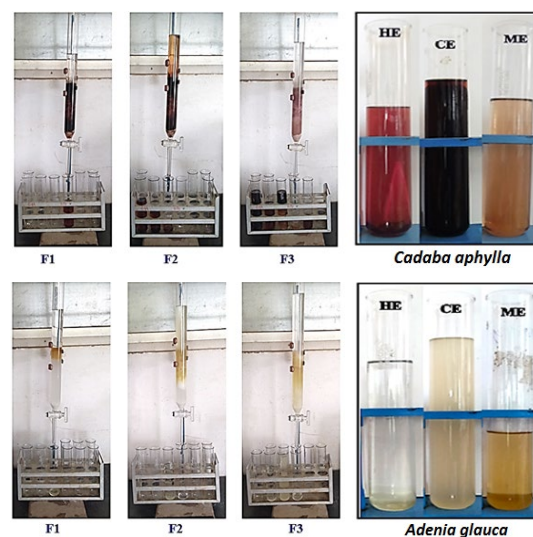 HE CE ME
F1 F2 F3
Cadaba aphylla
HE CE ME
F1 F2 F3
Adenia glauca